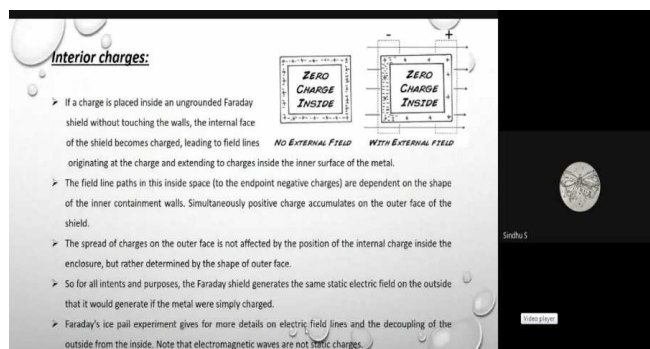 Interior charges:
- +
ZERO
CHARGE
INSIDE
ZERO
CHARGE
INSIDE
NO EXTERNAL FIELD
WITH EXTERNAL FIELD
➤ If a charge is placed inside an ungrounded Faraday
shield without touching the walls, the internal face
of the shield becomes charged, leading to field lines
originating at the charge and extending to charges inside the inner surface of the metal.
➤ The field line paths in this inside space (to the endpoint negative charges) are dependent on the shape
of the inner containment walls. Simultaneously positive charge accumulates on the outer face of the
shield.
➤ The spread of charges on the outer face is not affected by the position of the internal charge inside the
enclosure, but rather determined by the shape of outer face.
➤ So for all intents and purposes, the Faraday shield generates the same static electric field on the outside
that it would generate if the metal were simply charged.
➤ Faraday's ice pail experiment gives for more details on electric field lines and the decoupling of the
outside from the inside. Note that electromagnetic waves are not static charges.
Sindhu S
Video player